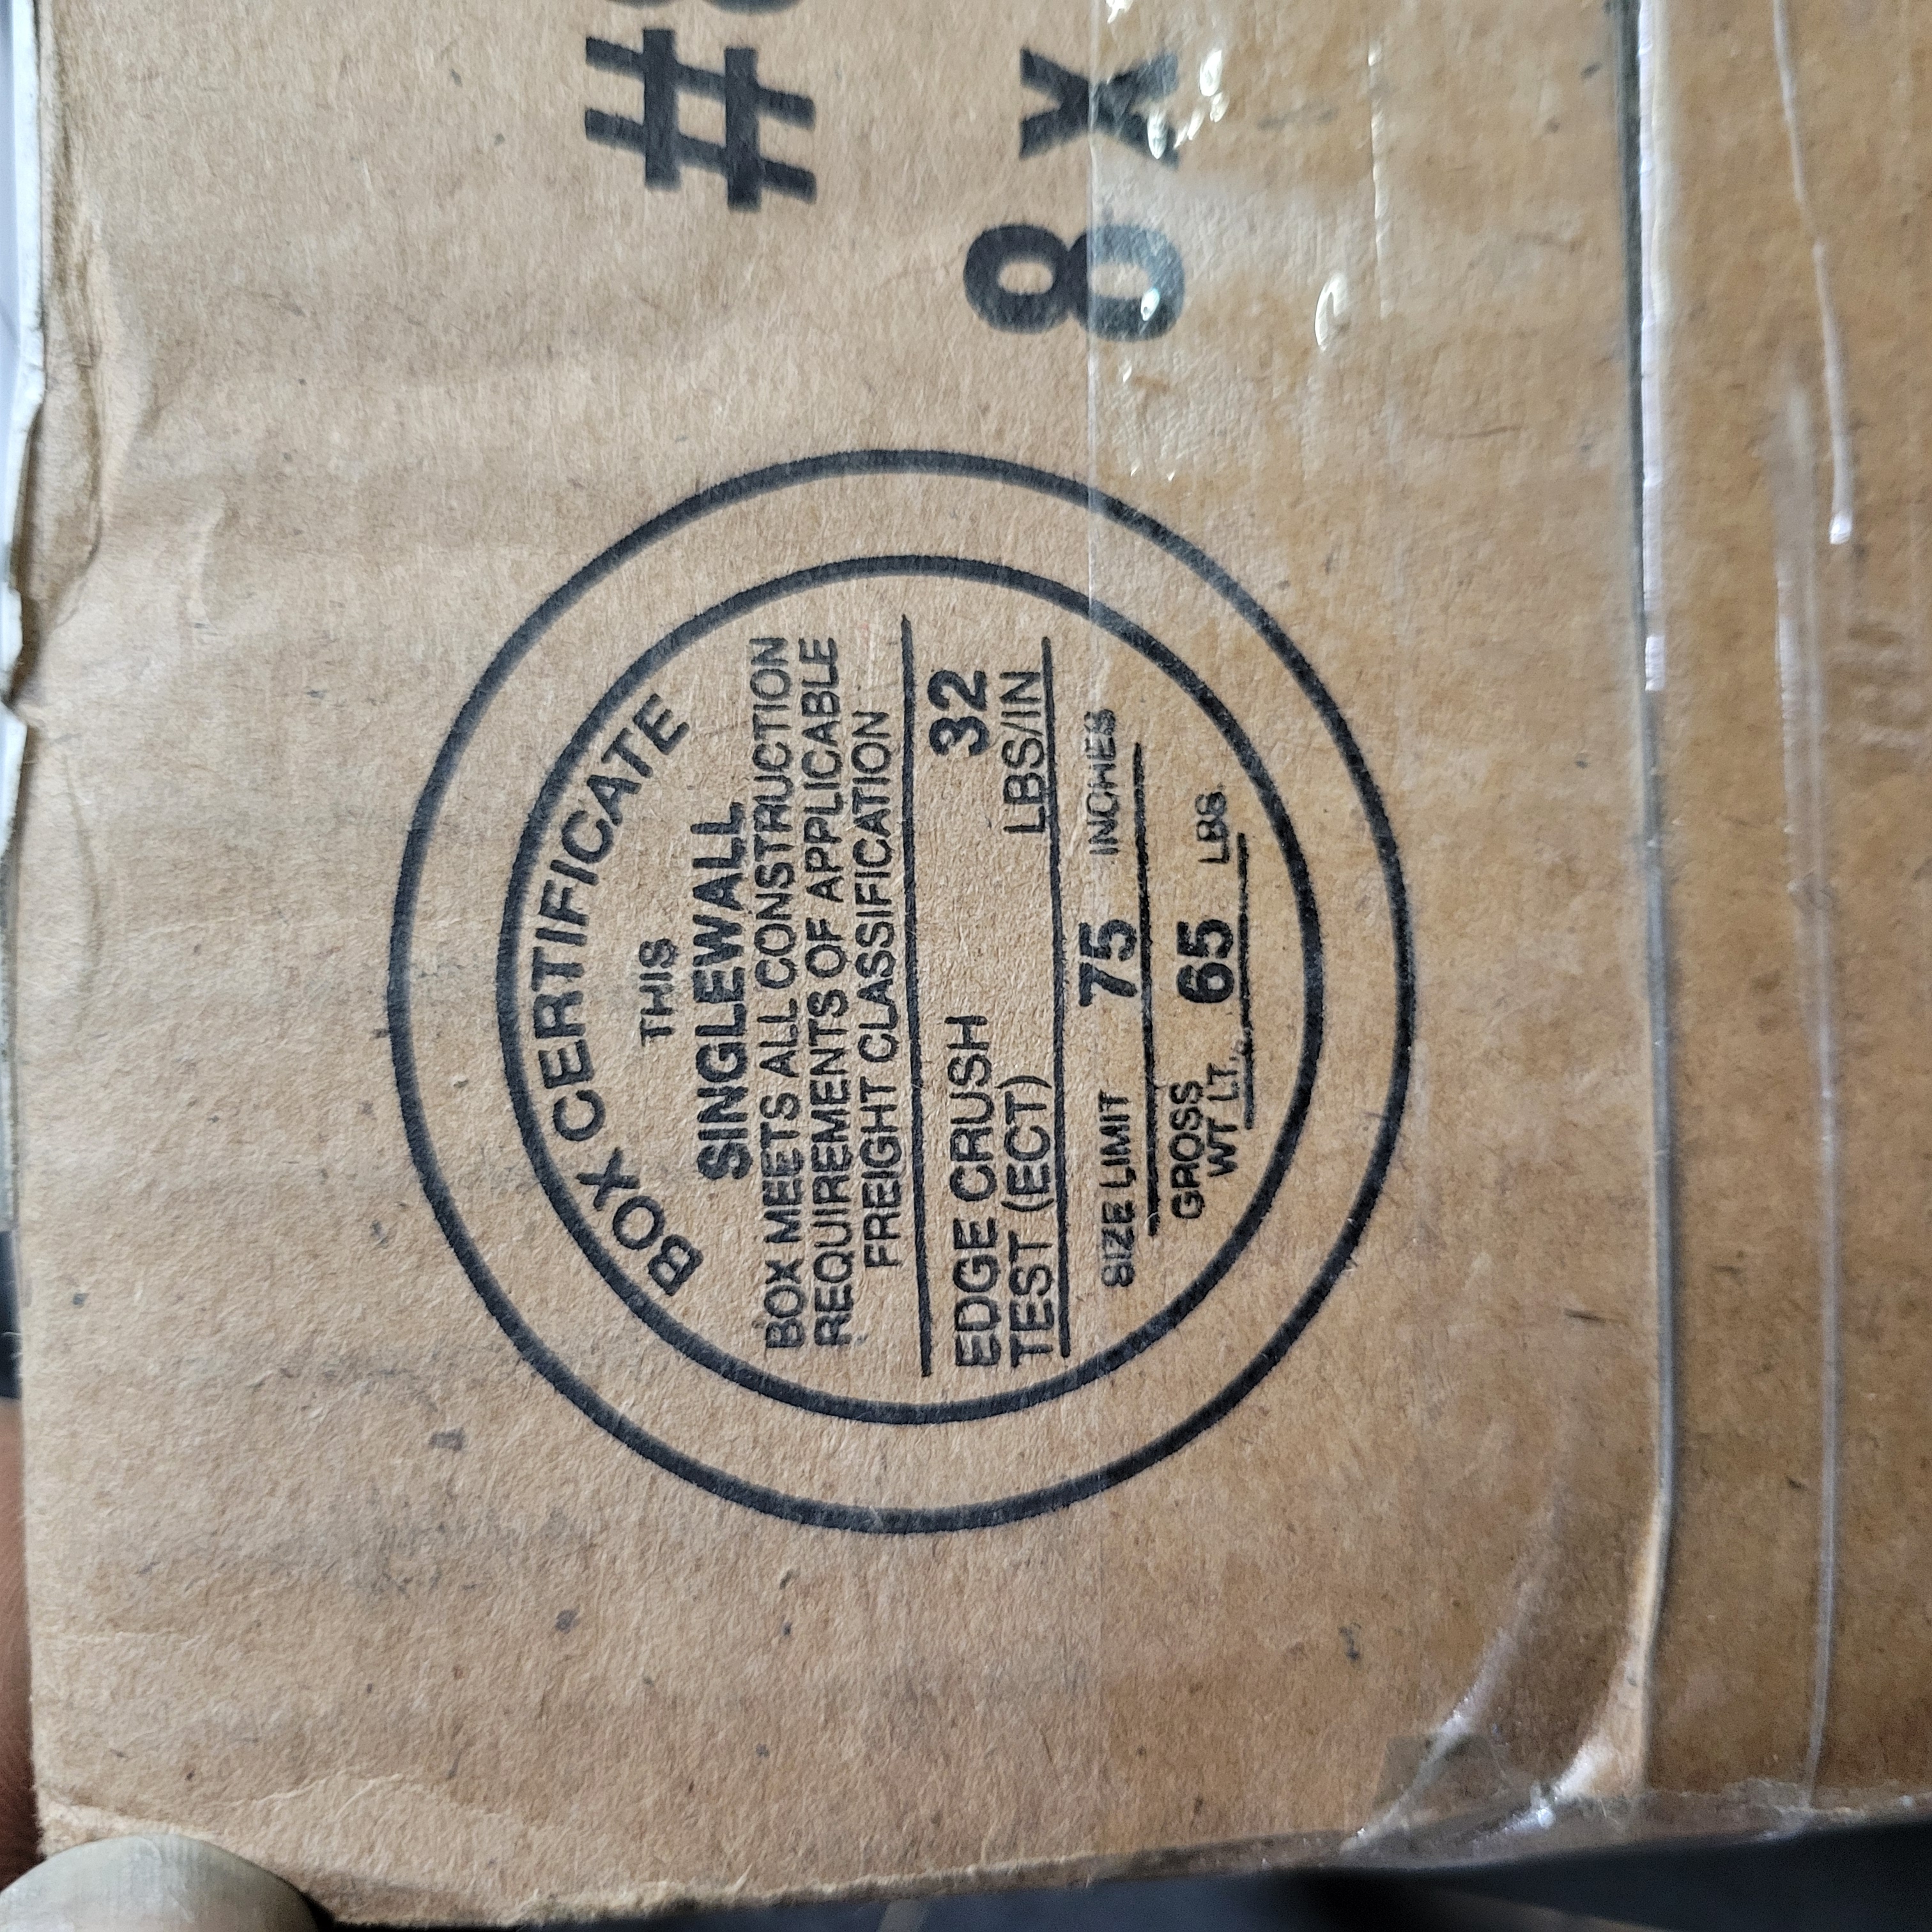 BOX CERTIFICATE
THIS
SINGLEWALL
BOX MEETS ALL CONSTRUCTION
REQUIREMENTS OF APPLICABLE
FREIGHT CLASSIFICATION
EDGE CRUSH 32
TEST (ECT) LBS/IN
SIZE LIMIT 75 INCHES
GROSS
WT LT. 65 LBS.
#
8 x